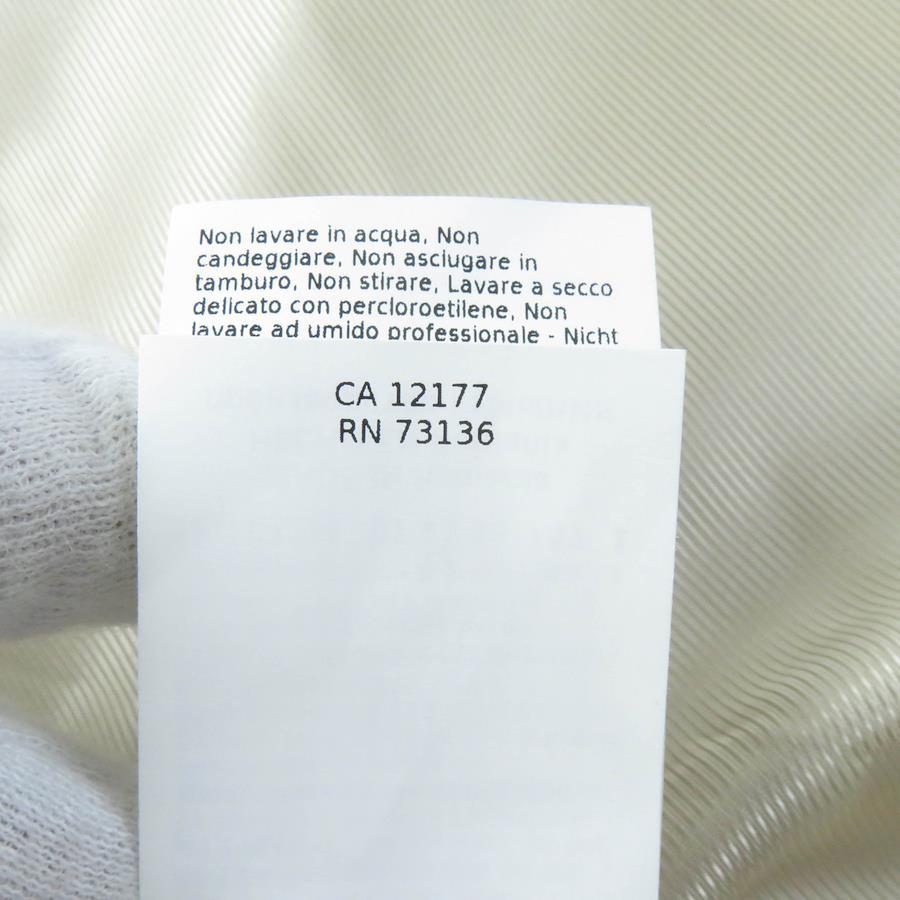 Non lavare in acqua, Non
candeggiare, Non asciugare in
tamburo, Non stirare, Lavare a secco
delicato con percloroetilene, Non
lavare ad umido professionale - Nicht
CA 12177
RN 73136